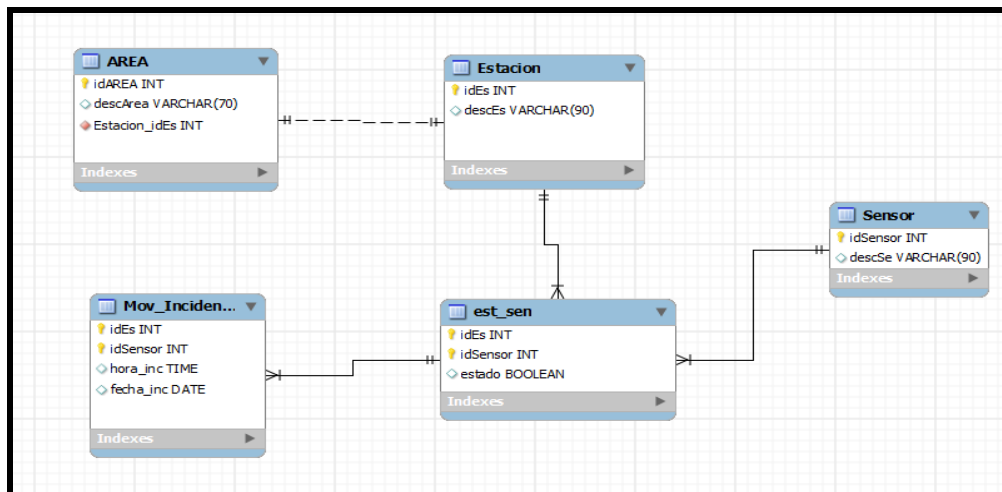 AREA
idAREA INT
descArea VARCHAR(70)
Estacion_idEs INT
Indexes
Estacion
idEs INT
descEs VARCHAR(90)
Indexes
Sensor
idSensor INT
descSe VARCHAR(90)
Indexes
Mov_Inciden...
idEs INT
idSensor INT
hora_inc TIME
fecha_inc DATE
Indexes
est_sen
idEs INT
idSensor INT
estado BOOLEAN
Indexes